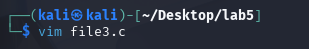 ┌──(kali㉿kali)-[~/Desktop/lab5]
└─$ vim file3.c